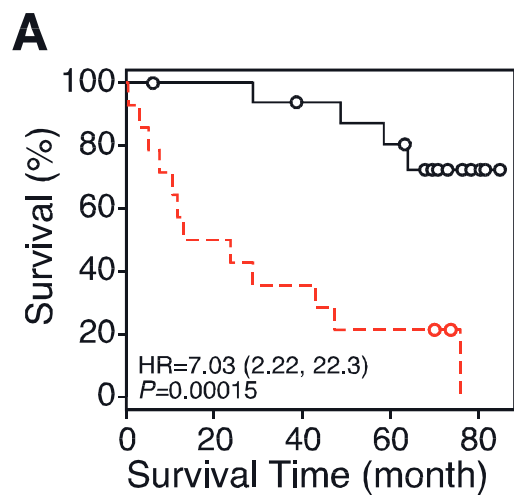 A
100
80
60
40
20
0
Survival (%)
HR=7.03 (2.22, 22.3)
P=0.00015
0 20 40 60 80
Survival Time (month)